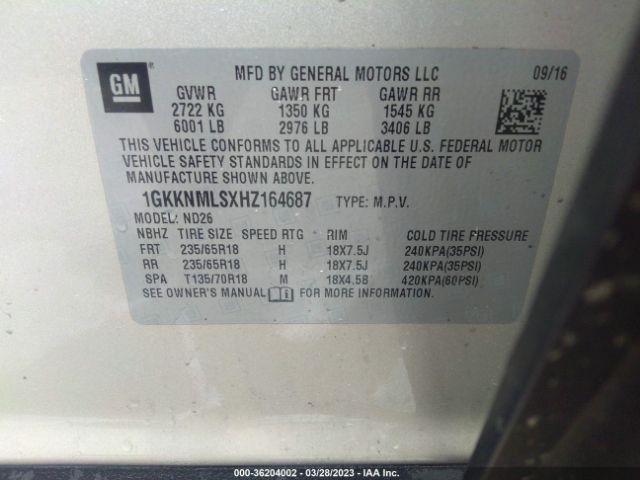 GM
MFD BY GENERAL MOTORS LLC 09/16
GVWR GAWR FRT GAWR RR
2722 KG 1350 KG 1545 KG
6001 LB 2976 LB 3406 LB
THIS VEHICLE CONFORMS TO ALL APPLICABLE U.S. FEDERAL MOTOR
VEHICLE SAFETY STANDARDS IN EFFECT ON THE DATE OF
MANUFACTURE SHOWN ABOVE.
1GKKNMLSXHZ164687 TYPE: M.P.V.
MODEL: ND26
NBHZ TIRE SIZE SPEED RTG RIM COLD TIRE PRESSURE
FRT 235/65R18 H 18X7.5J 240KPA(35PSI)
RR 235/65R18 H 18X7.5J 240KPA(35PSI)
SPA T135/70R18 M 18X4.5B 420KPA(60PSI)
SEE OWNER'S MANUAL FOR MORE INFORMATION
000-36204002 — 03/28/2023 — IAA Inc.